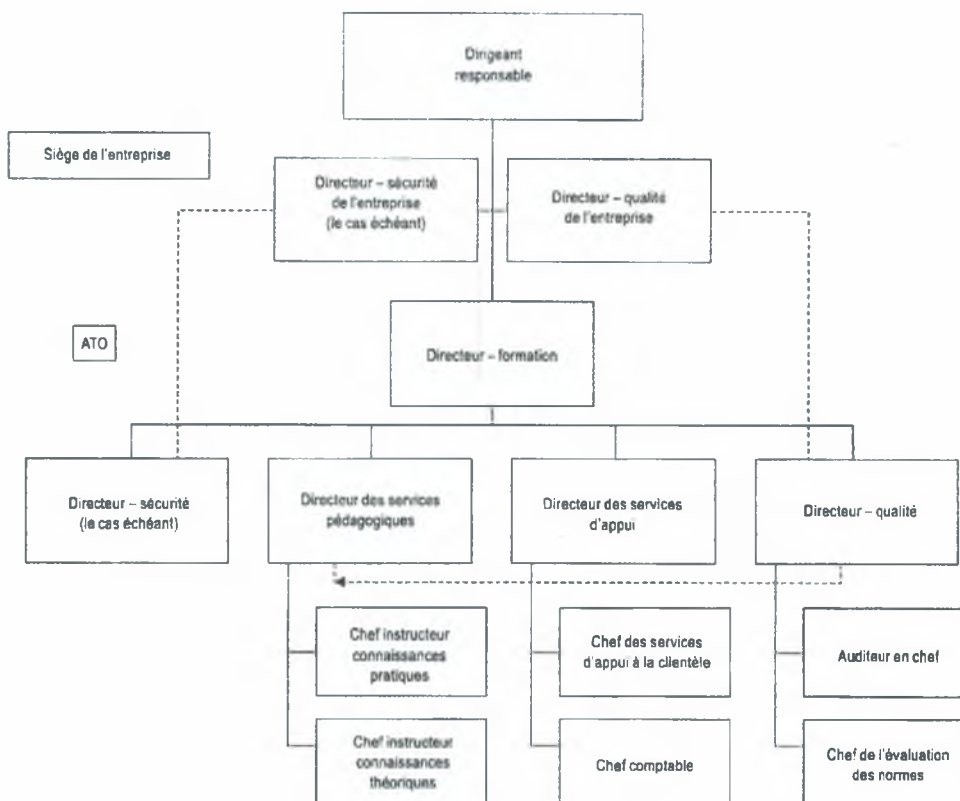 Dirigeant
responsable
Siège de l'entreprise
Directeur – sécurité
de l'entreprise
(le cas échéant)
Directeur – qualité
de l'entreprise
ATO
Directeur – formation
Directeur – sécurité
(le cas échéant)
Directeur des services
pédagogiques
Directeur des services
d'appui
Directeur – qualité
Chef instructeur
connaissances
pratiques
Chef des services
d'appui à la clientèle
Auditeur en chef
Chef instructeur
connaissances
théoriques
Chef comptable
Chef de l'évaluation
des normes